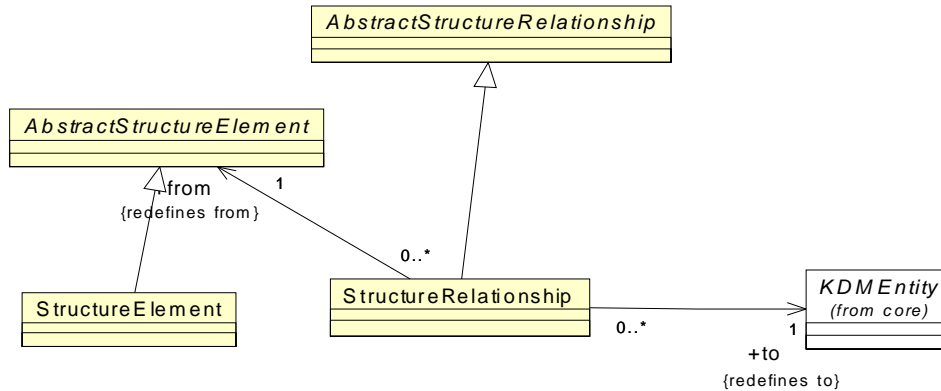 AbstractStructureRelationship
AbstractStructureElement
+from
1
{redefines from}
0..*
StructureElement
StructureRelationship
KDMEntity
(from core)
0..*
1
+to
{redefines to}